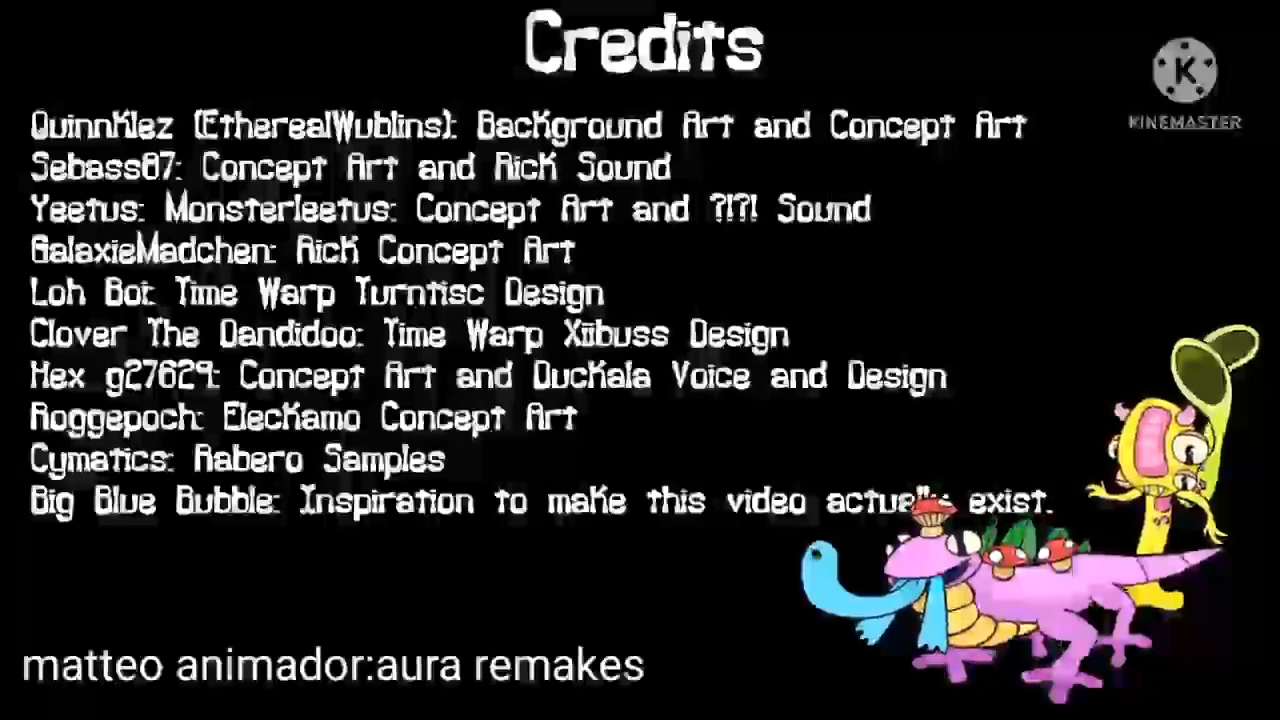 Credits
K
KINEMASTER
QuinnKlez (EtherealWublins): Background Art and Concept Art
Sebass07: Concept Art and Rick Sound
Yeetus: Monsterleetus: Concept Art and ?!?! Sound
GalaxieMadchen: Rick Concept Art
Loh Bot: Time Warp Turntisc Design
Clover The Dandidoo: Time Warp Xiibuss Design
Hex g27629: Concept Art and Duckala Voice and Design
Roggepoch: Eleckamo Concept Art
Cymatics: Rabero Samples
Big Blue Bubble: Inspiration to make this video actually exist.
matteo animador:aura remakes